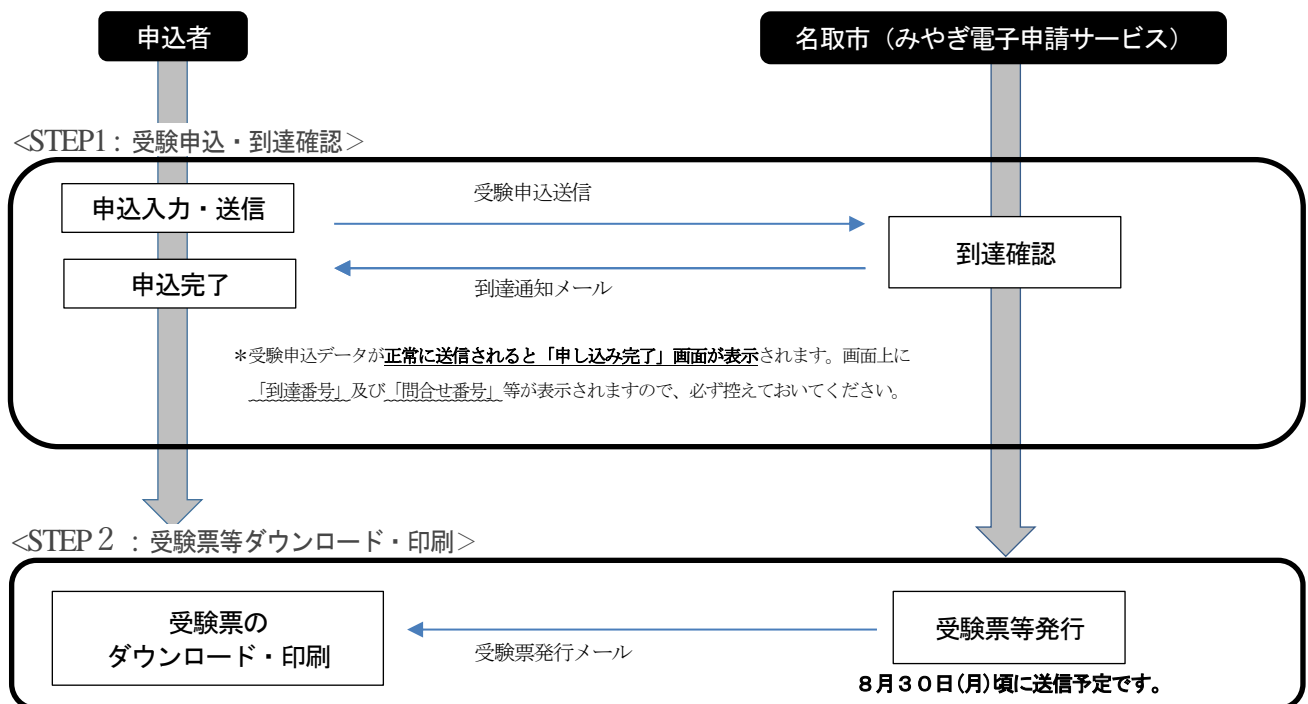 申込者
名取市(みやぎ電子申請サービス)
<STEP1:受験申込・到達確認>
申込入力・送信
受験申込送信
到達確認
申込完了
到達通知メール
*受験申込データが正常に送信されると「申し込み完了」画面が表示されます。画面上に
「到達番号」及び「問合せ番号」等が表示されますので、必ず控えておいてください。
<STEP2:受験票等ダウンロード・印刷>
受験票の
ダウンロード・印刷
受験票発行メール
受験票等発行
8月30日(月)頃に送信予定です。